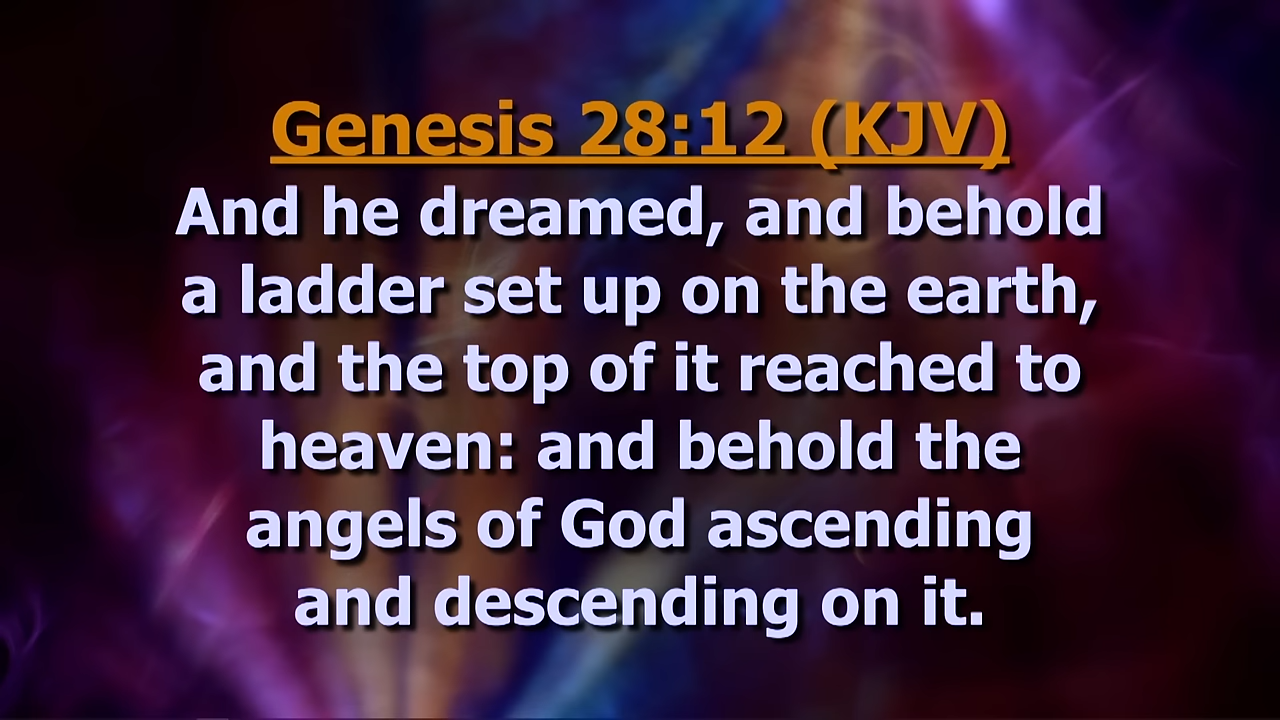 Genesis 28:12 (KJV)
And he dreamed, and behold
a ladder set up on the earth,
and the top of it reached to
heaven: and behold the
angels of God ascending
and descending on it.